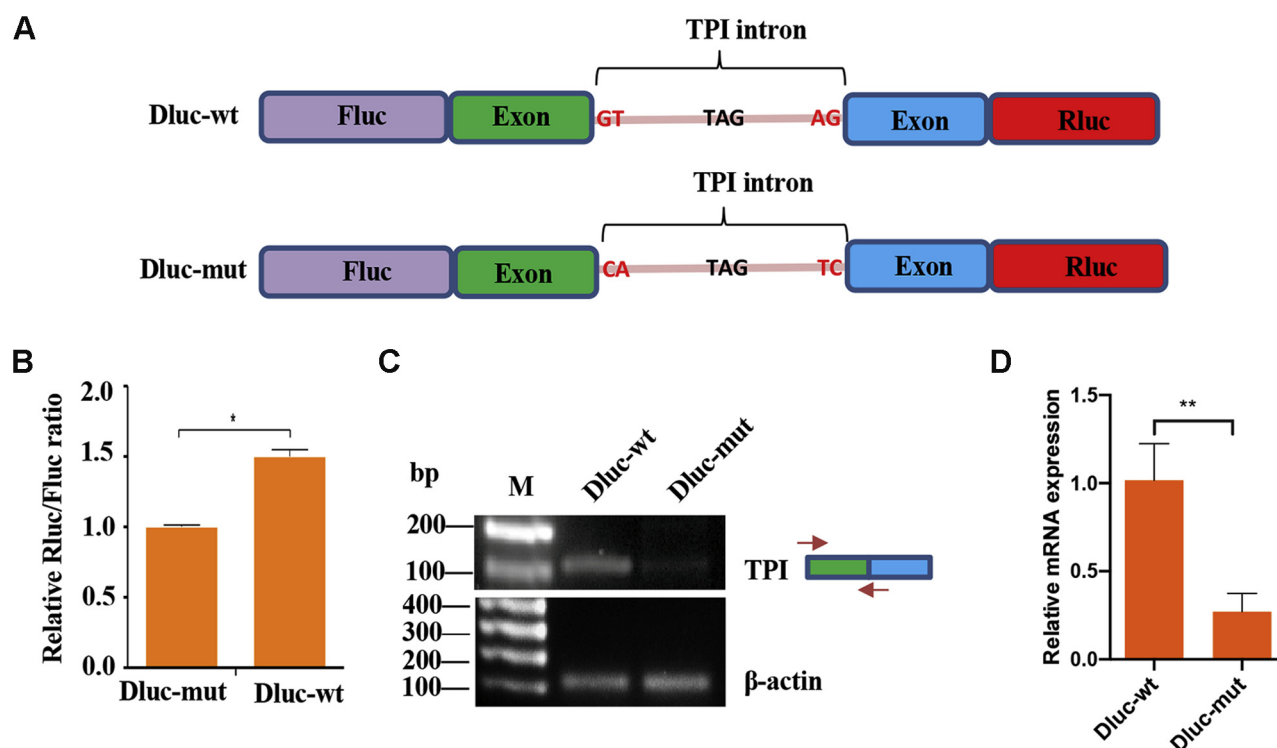 A
TPI intron
Dluc-wt
Fluc Exon GT TAG AG Exon Rluc
TPI intron
Dluc-mut
Fluc Exon CA TAG TC Exon Rluc
B
Relative Rluc/Fluc ratio
2.0
1.5
1.0
0.5
0.0
*
Dluc-mut Dluc-wt
C
bp M Dluc-wt Dluc-mut
200
100
TPI
400
300
200
100
β-actin
D
Relative mRNA expression
1.5
1.0
0.5
0.0
**
Dluc-wt Dluc-mut